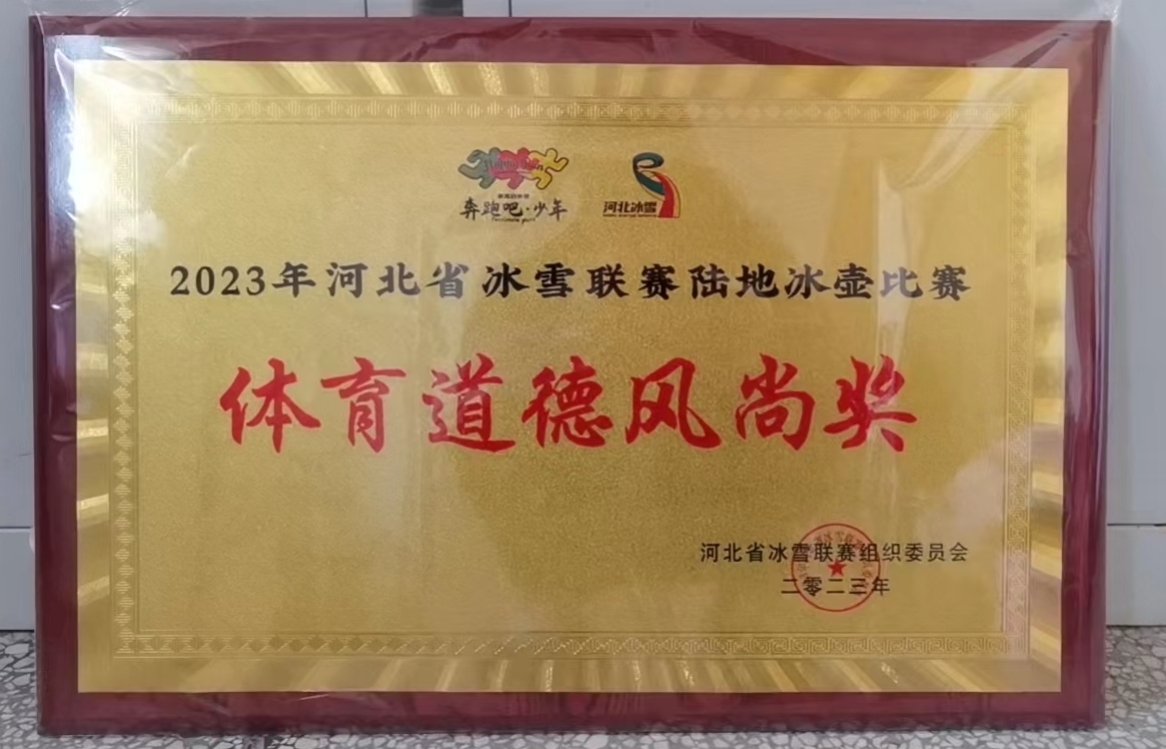 奔跑吧·少年
河北冰雪
2023年河北省冰雪联赛陆地冰壶比赛
体育道德风尚奖
河北省冰雪联赛组织委员会
二零二三年